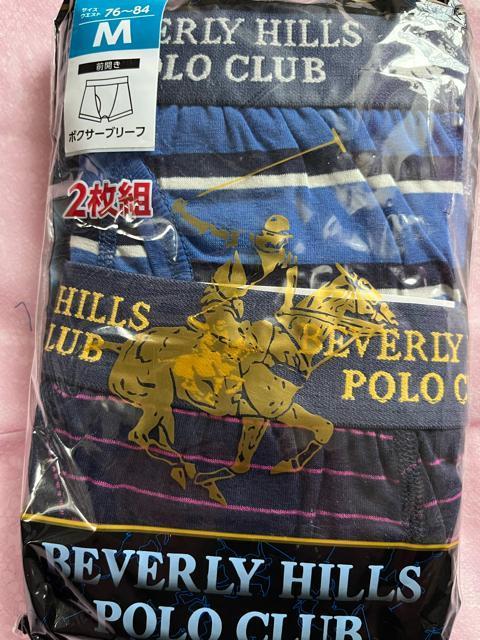 サイズ
ウエスト 76~84
M
前開き
ボクサーブリーフ
ERLY HILLS
OLO CLUB
2枚組
HILLS
LUB
BEVERLY
POLO C
BEVERLY HILLS
POLO CLUB